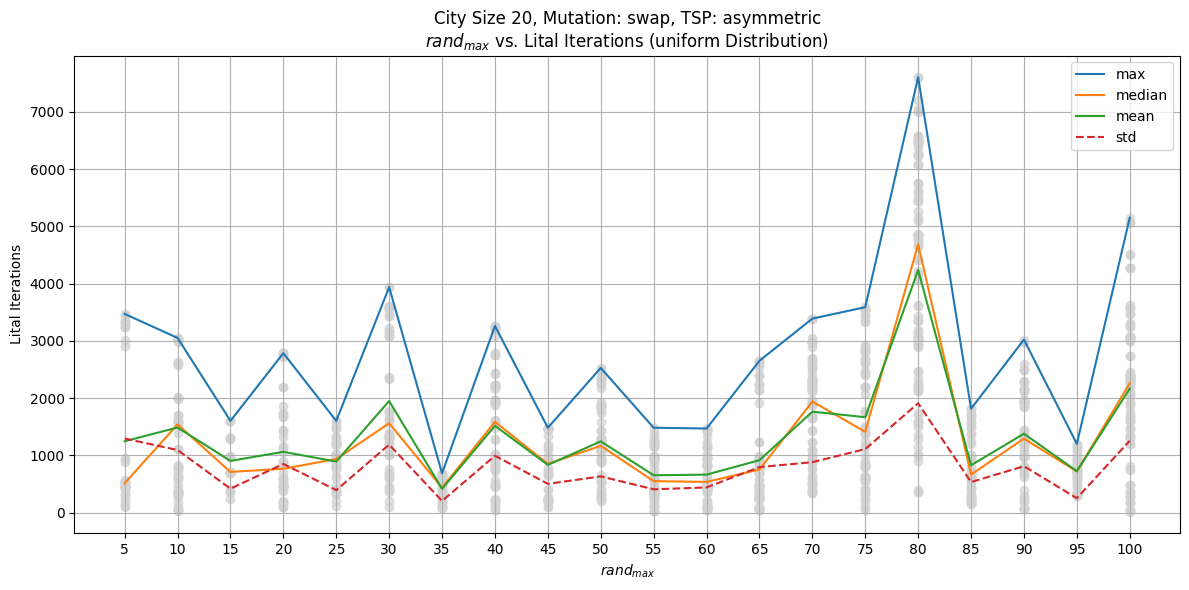 City Size 20, Mutation: swap, TSP: asymmetric
rand_max vs. Lital Iterations (uniform Distribution)
max
median
mean
std
Lital Iterations
7000
6000
5000
4000
3000
2000
1000
0
5 10 15 20 25 30 35 40 45 50 55 60 65 70 75 80 85 90 95 100
rand_max